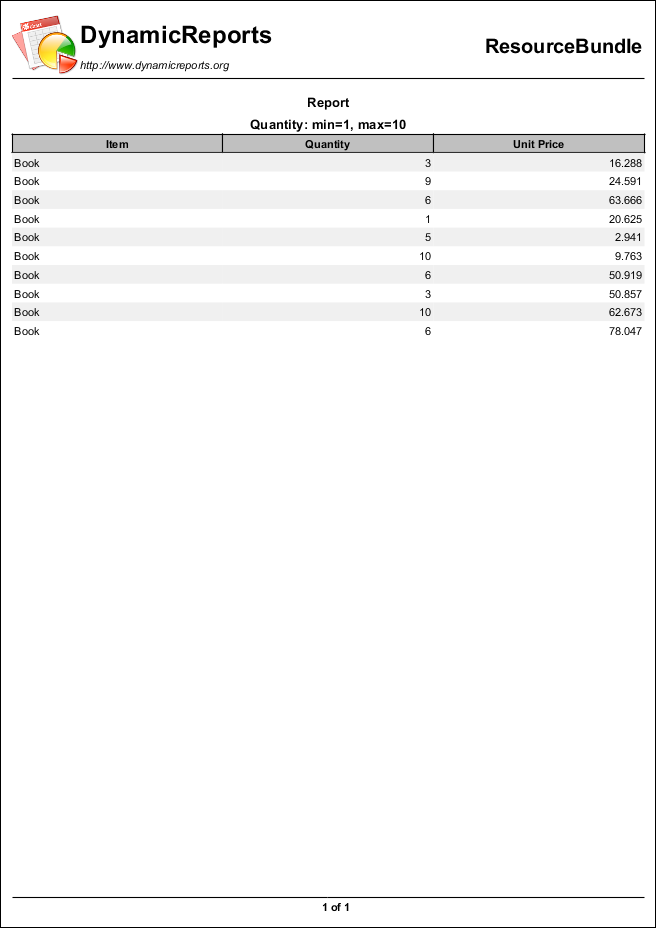 DynamicReports
http://www.dynamicreports.org
ResourceBundle
Report
Quantity: min=1, max=10
Item Quantity Unit Price
Book 3 16.288
Book 9 24.591
Book 6 63.666
Book 1 20.625
Book 5 2.941
Book 10 9.763
Book 6 50.919
Book 3 50.857
Book 10 62.673
Book 6 78.047
1 of 1